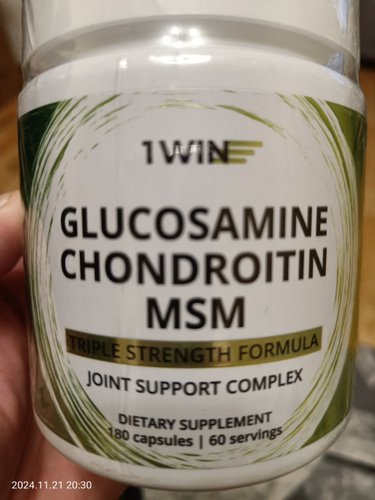 1WIN
GLUCOSAMINE
CHONDROITIN
MSM
TRIPLE STRENGTH FORMULA
JOINT SUPPORT COMPLEX
DIETARY SUPPLEMENT
180 capsules | 60 servings
2024.11.21 20:30